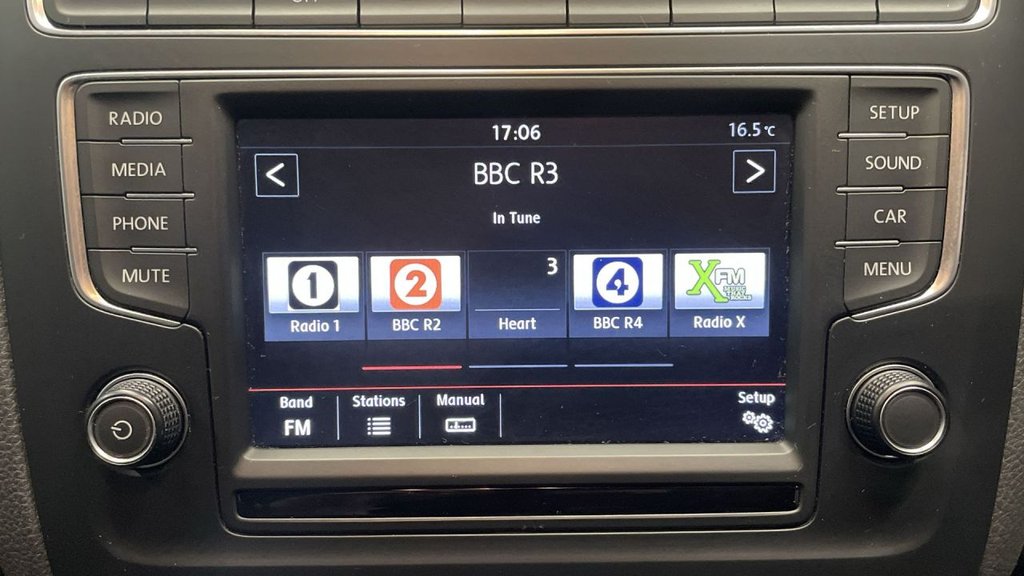 OFF
RADIO
MEDIA
PHONE
MUTE
17:06
16.5°C
<
BBC R3
>
In Tune
1
Radio 1
2
BBC R2
3
Heart
4
BBC R4
XFM
Radio X
Band
FM
Stations
Manual
Setup
SETUP
SOUND
CAR
MENU